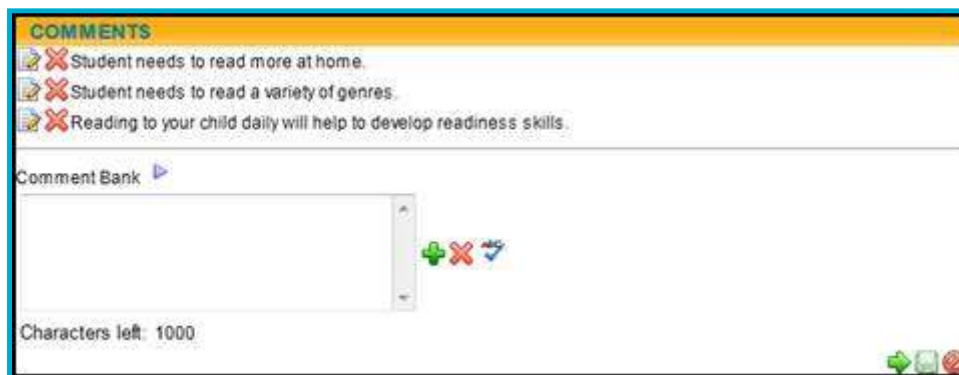 COMMENTS
Student needs to read more at home.
Student needs to read a variety of genres.
Reading to your child daily will help to develop readiness skills.
Comment Bank
ABC
Characters left: 1000